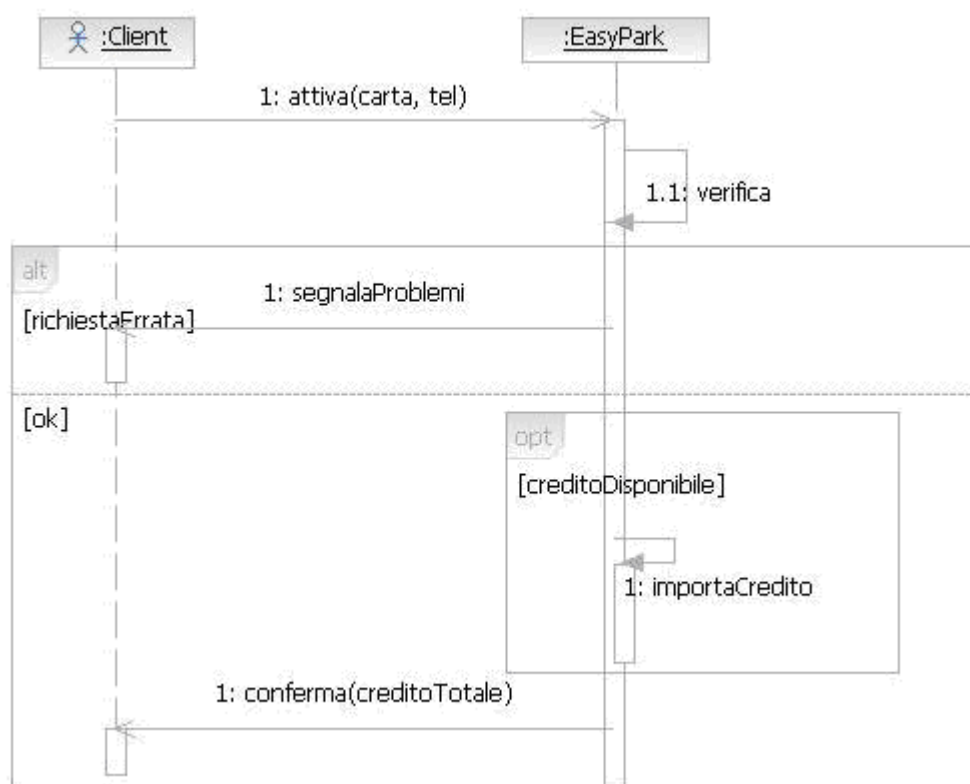 :Client
:EasyPark
1: attiva(carta, tel)
1.1: verifica
alt
1: segnalaProblemi
[richiestaErrata]
[ok]
opt
[creditoDisponibile]
1: importaCredito
1: conferma(creditoTotale)